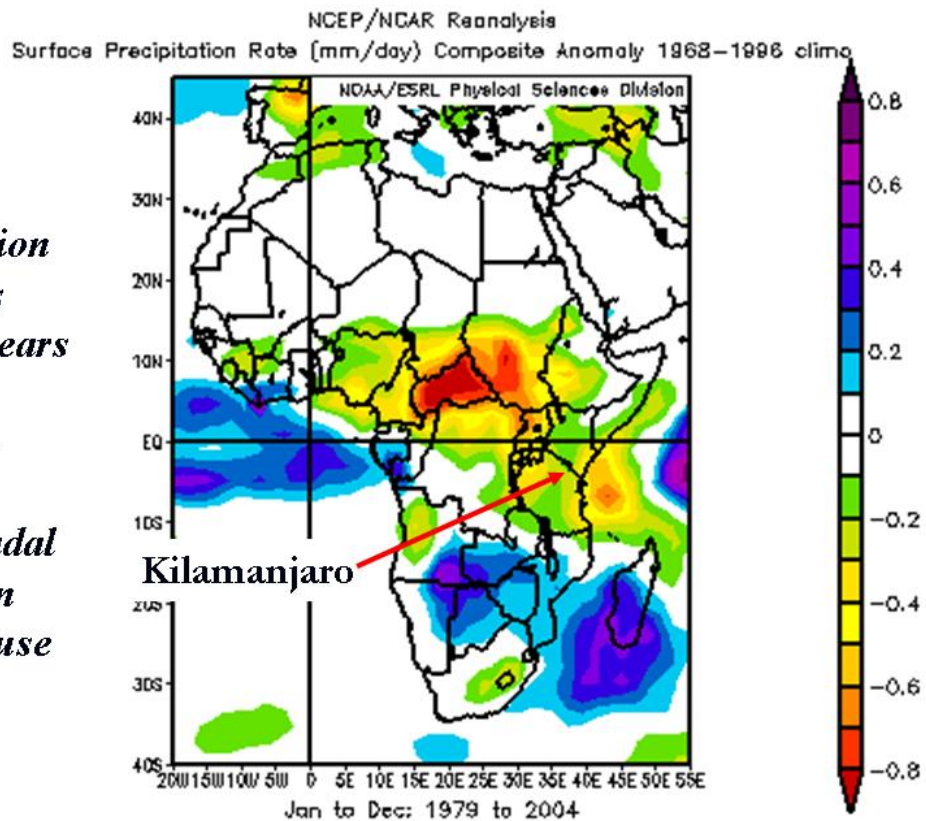 NCEP/NCAR Reanalysis
Surface Precipitation Rate (mm/day) Composite Anomaly 1968-1996 climo
NOAA/ESRL Physical Sciences Division
40N
30N
20N
10N
EQ
10S
20S
30S
40S
20W 15W 10W 5W 0 5E 10E 15E 20E 25E 30E 35E 40E 45E 50E 55E
Jan to Dec: 1979 to 2004
Kilamanjaro
0.8
0.6
0.4
0.2
0
-0.2
-0.4
-0.6
-0.8
ion
ears
dal
n
use